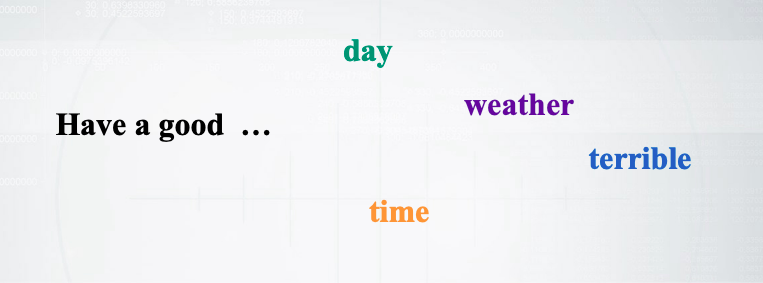 day
weather
Have a good …
terrible
time